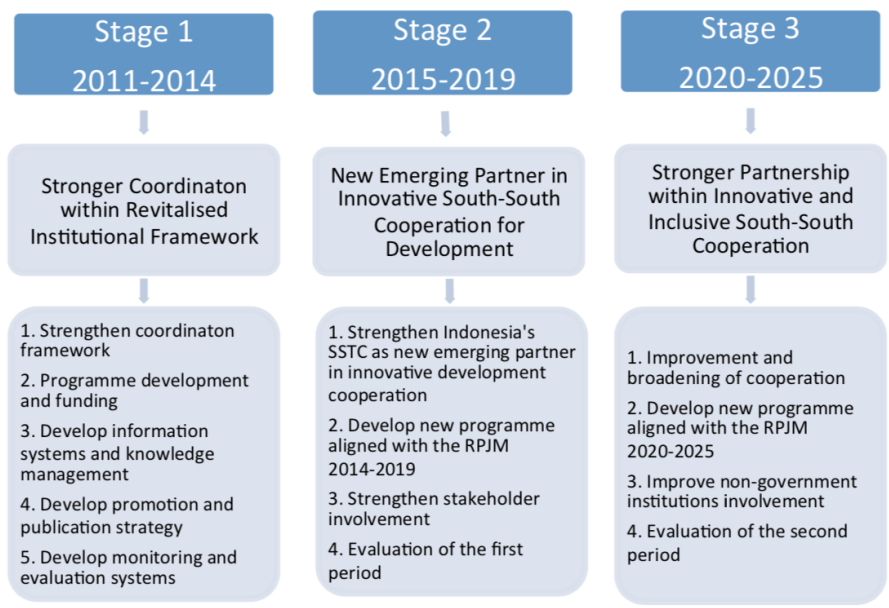 Stage 1
2011-2014
Stronger Coordinaton
within Revitalised
Institutional Framework
1. Strengthen coordinaton
framework
2. Programme development
and funding
3. Develop information
systems and knowledge
management
4. Develop promotion and
publication strategy
5. Develop monitoring and
evaluation systems
Stage 2
2015-2019
New Emerging Partner in
Innovative South-South
Cooperation for
Development
1. Strengthen Indonesia's
SSTC as new emerging partner
in innovative development
cooperation
2. Develop new programme
aligned with the RPJM
2014-2019
3. Strengthen stakeholder
involvement
4. Evaluation of the first
period
Stage 3
2020-2025
Stronger Partnership
within Innovative and
Inclusive South-South
Cooperation
1. Improvement and
broadening of cooperation
2. Develop new programme
aligned with the RPJM
2020-2025
3. Improve non-government
institutions involvement
4. Evaluation of the second
period